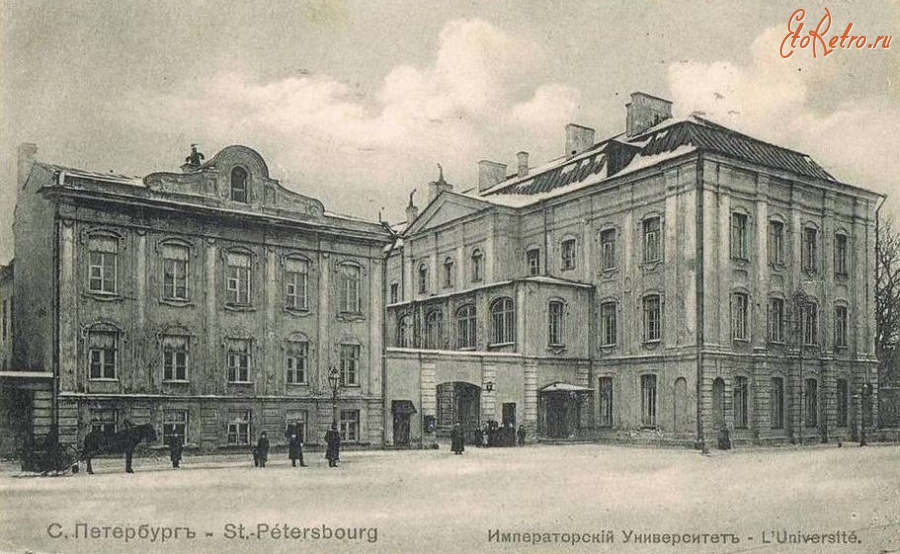 EtoRetro.ru
С. Петербургъ - St.-Pétersbourg
Императорскій Университетъ - L'Université.